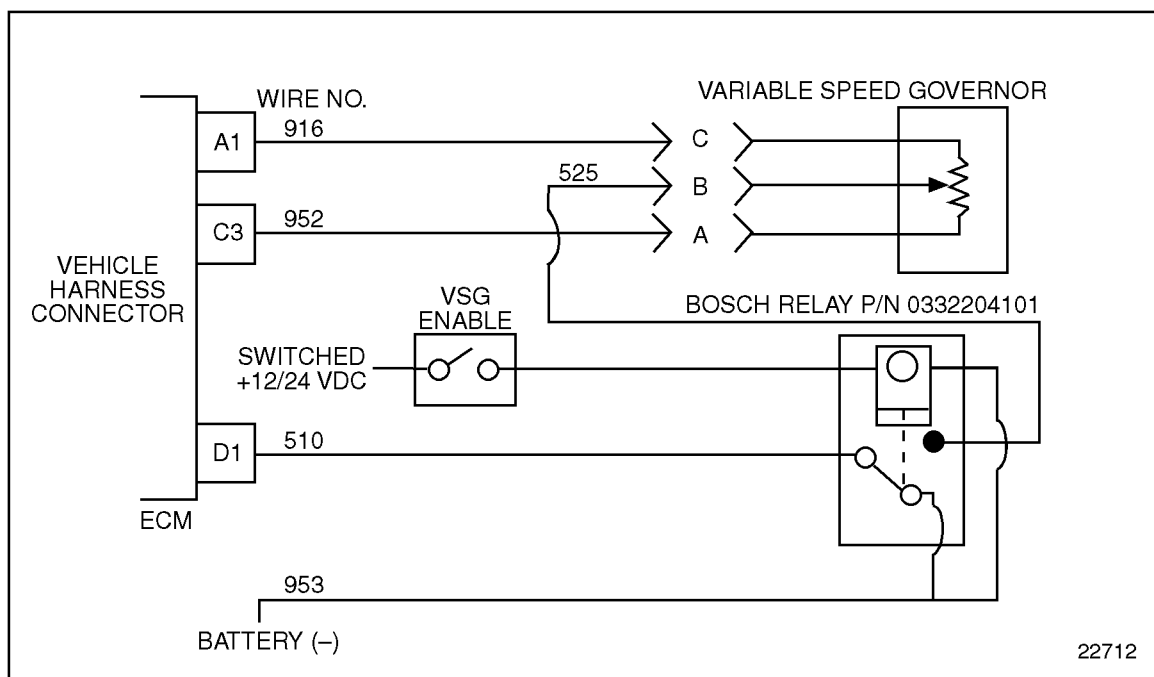 VARIABLE SPEED GOVERNOR
WIRE NO.
A1
916
C
525
B
C3
952
A
VEHICLE
HARNESS
CONNECTOR
VSG
ENABLE
BOSCH RELAY P/N 0332204101
SWITCHED
+12/24 VDC
D1
510
ECM
953
BATTERY (–)
22712